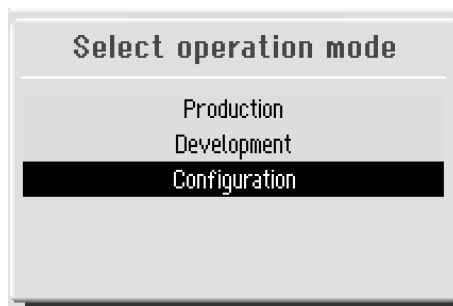 Select operation mode
Production
Development
Configuration